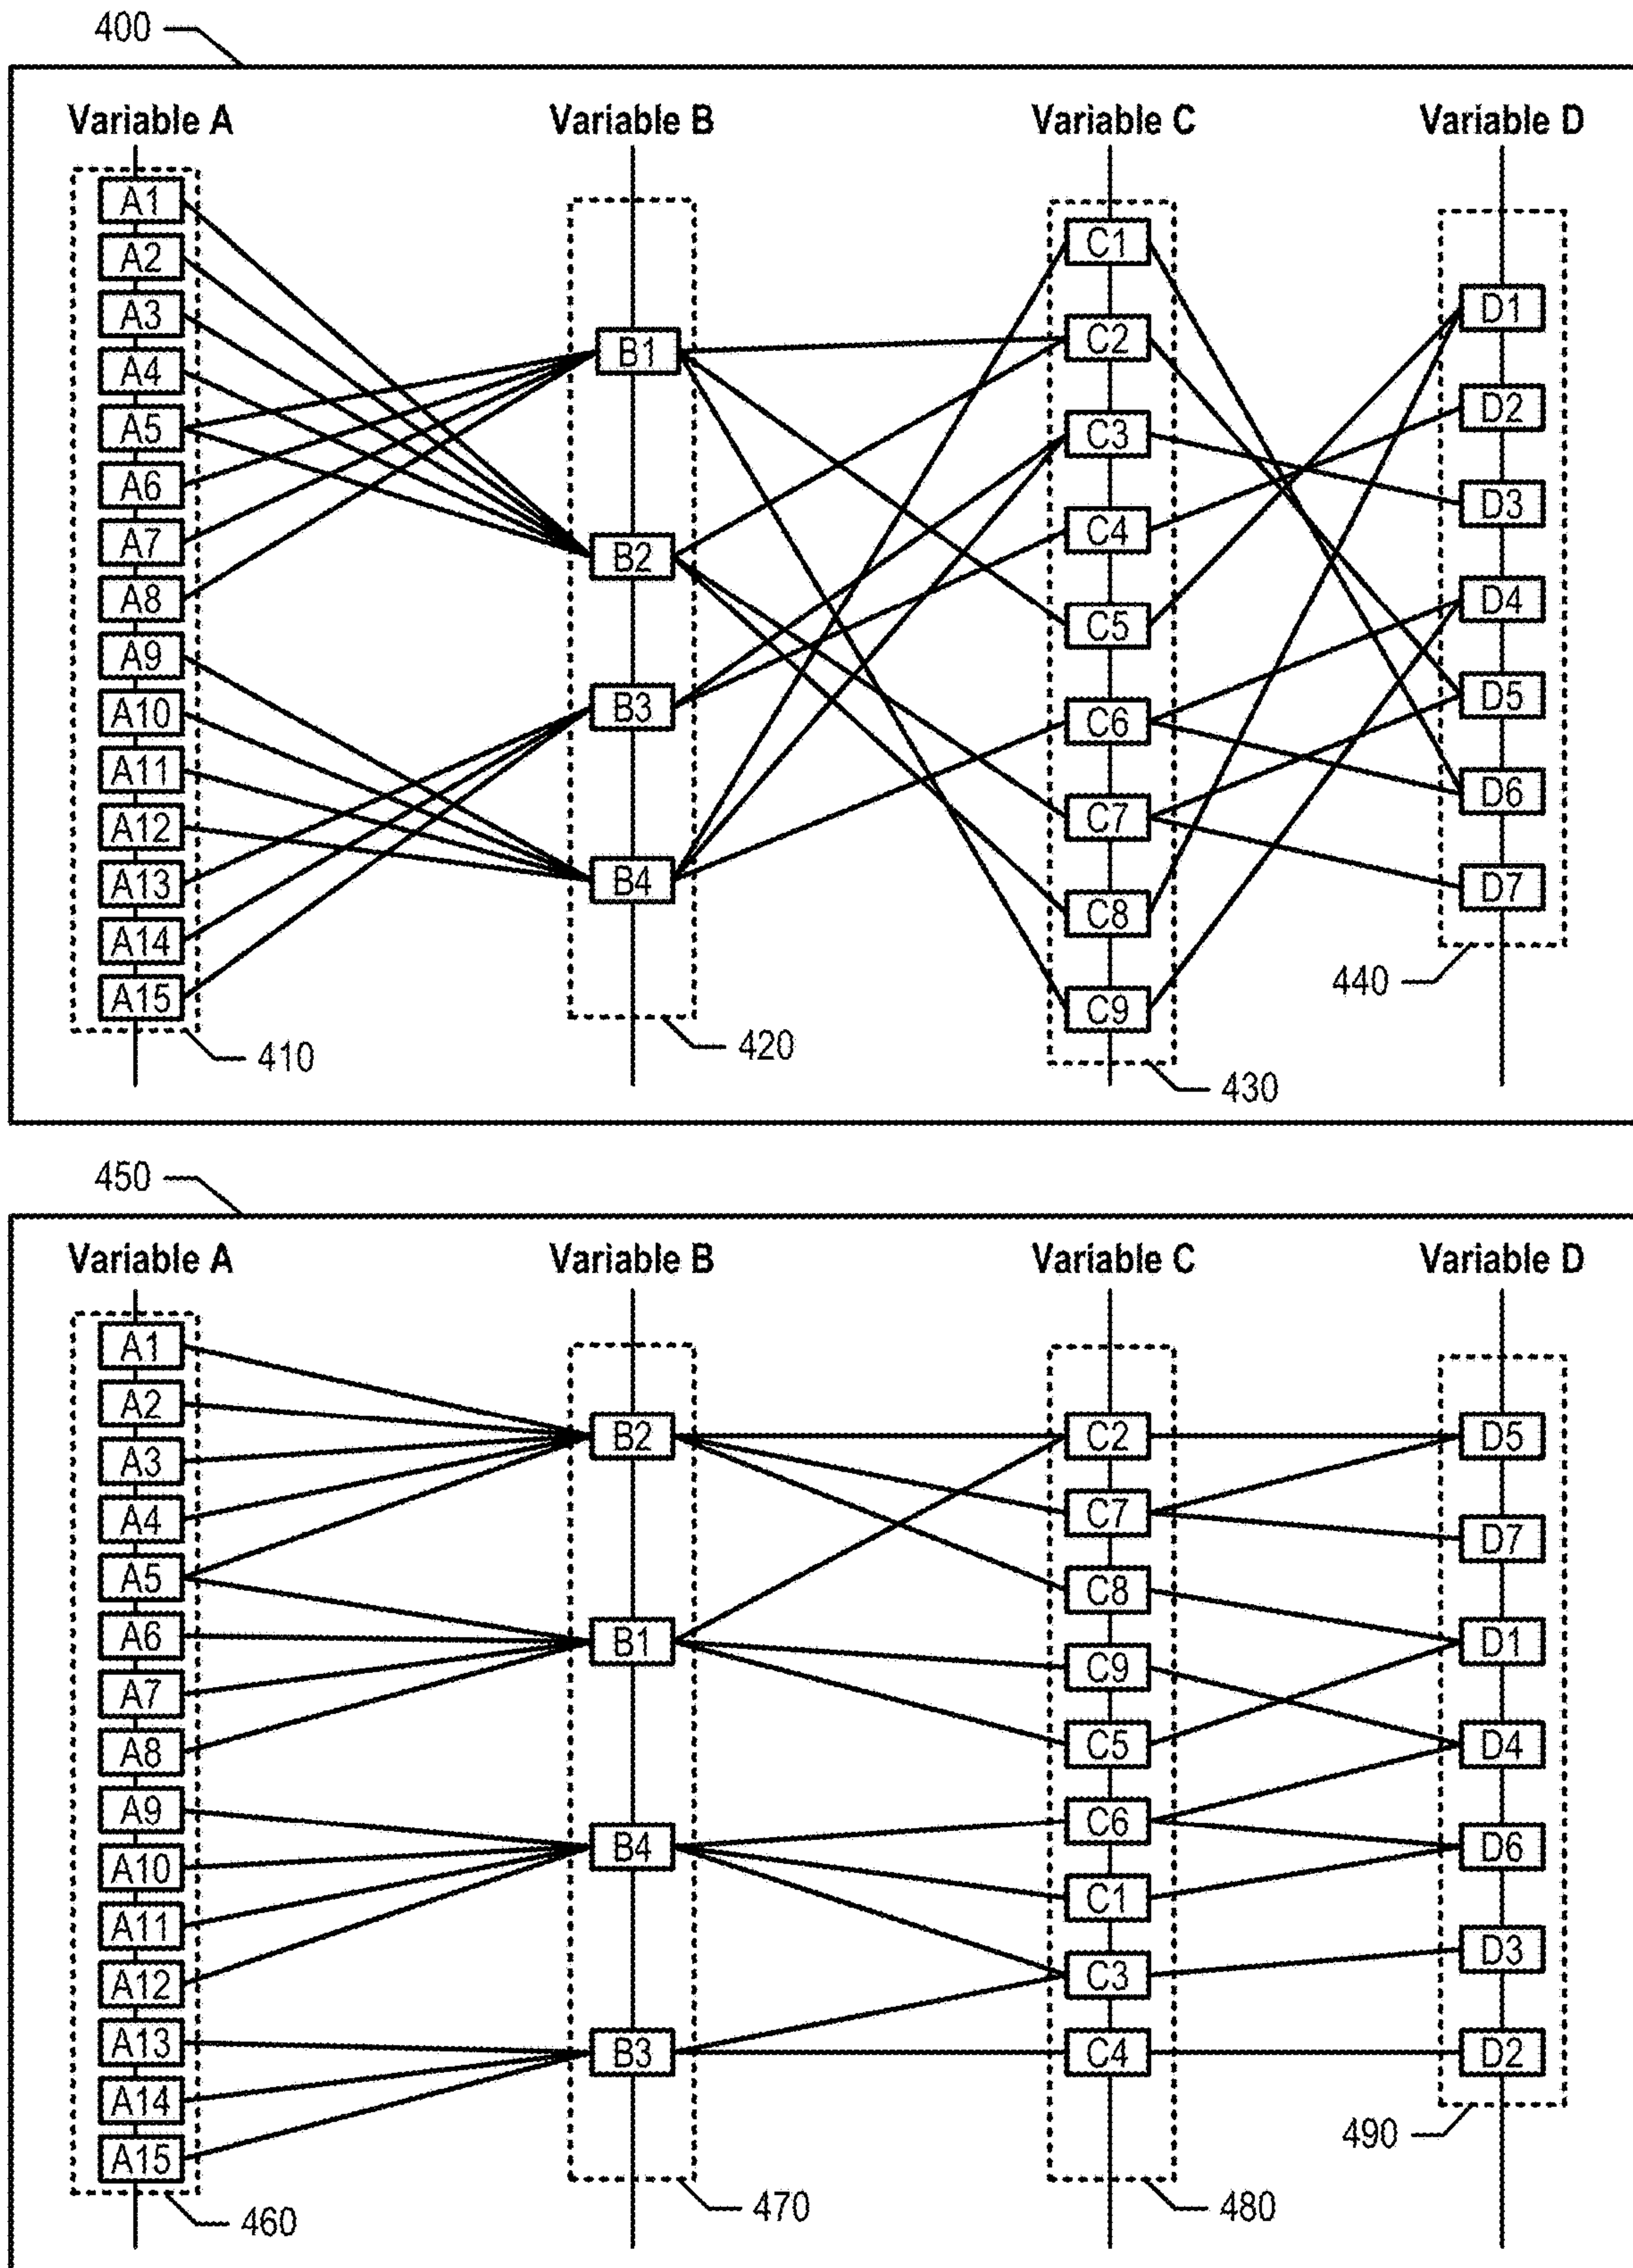 400
Variable A Variable B Variable C Variable D
A1
C1
A2
D1
A3
C2
B1
A4
D2
A5
C3
A6
D3
C4
A7
B2
A8
D4
C5
A9
D5
B3
A10
C6
A11
D6
C7
A12
B4
A13
D7
C8
A14
440
A15
C9
420
410
430
450
Variable A Variable B Variable C Variable D
A1
A2
B2 C2 D5
A3
A4
C7
D7
A5
C8
A6
B1
D1
C9
A7
A8
C5
D4
A9
C6
B4
D6
A10
C1
A11
D3
C3
A12
A13
B3 C4 D2
A14
490
A15
470
480
460